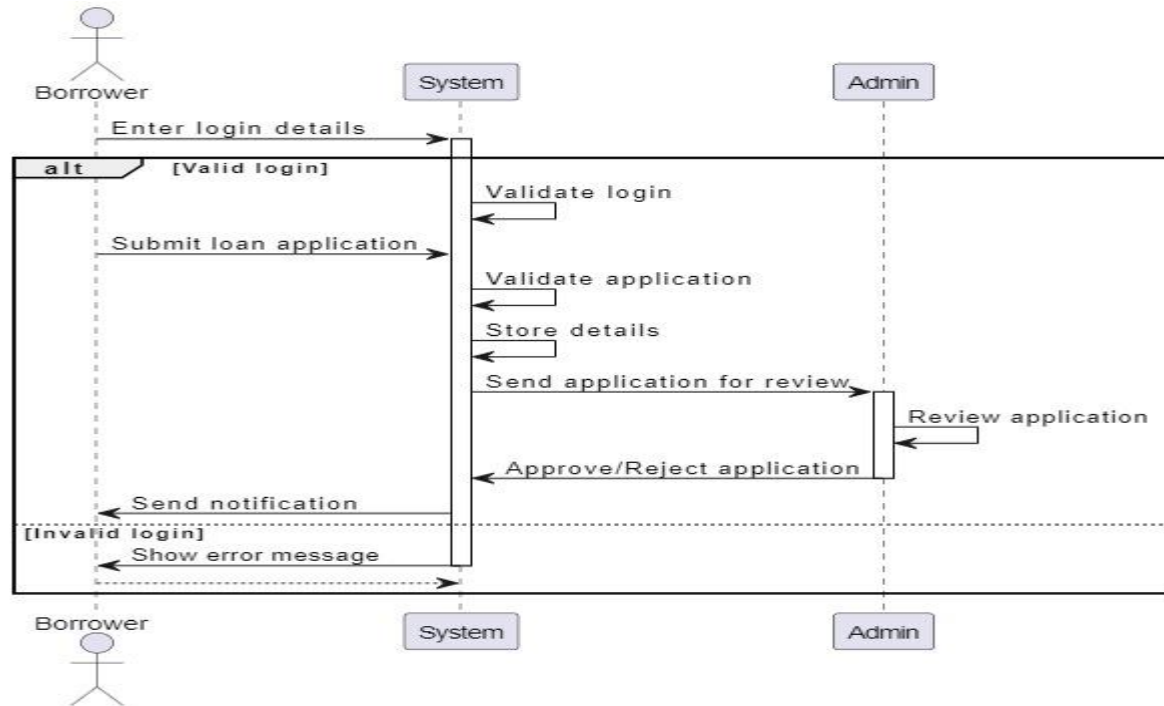 Borrower
System
Admin
Enter login details
alt [Valid login]
Validate login
Submit loan application
Validate application
Store details
Send application for review
Review application
Approve/Reject application
Send notification
[Invalid login]
Show error message
Borrower
System
Admin